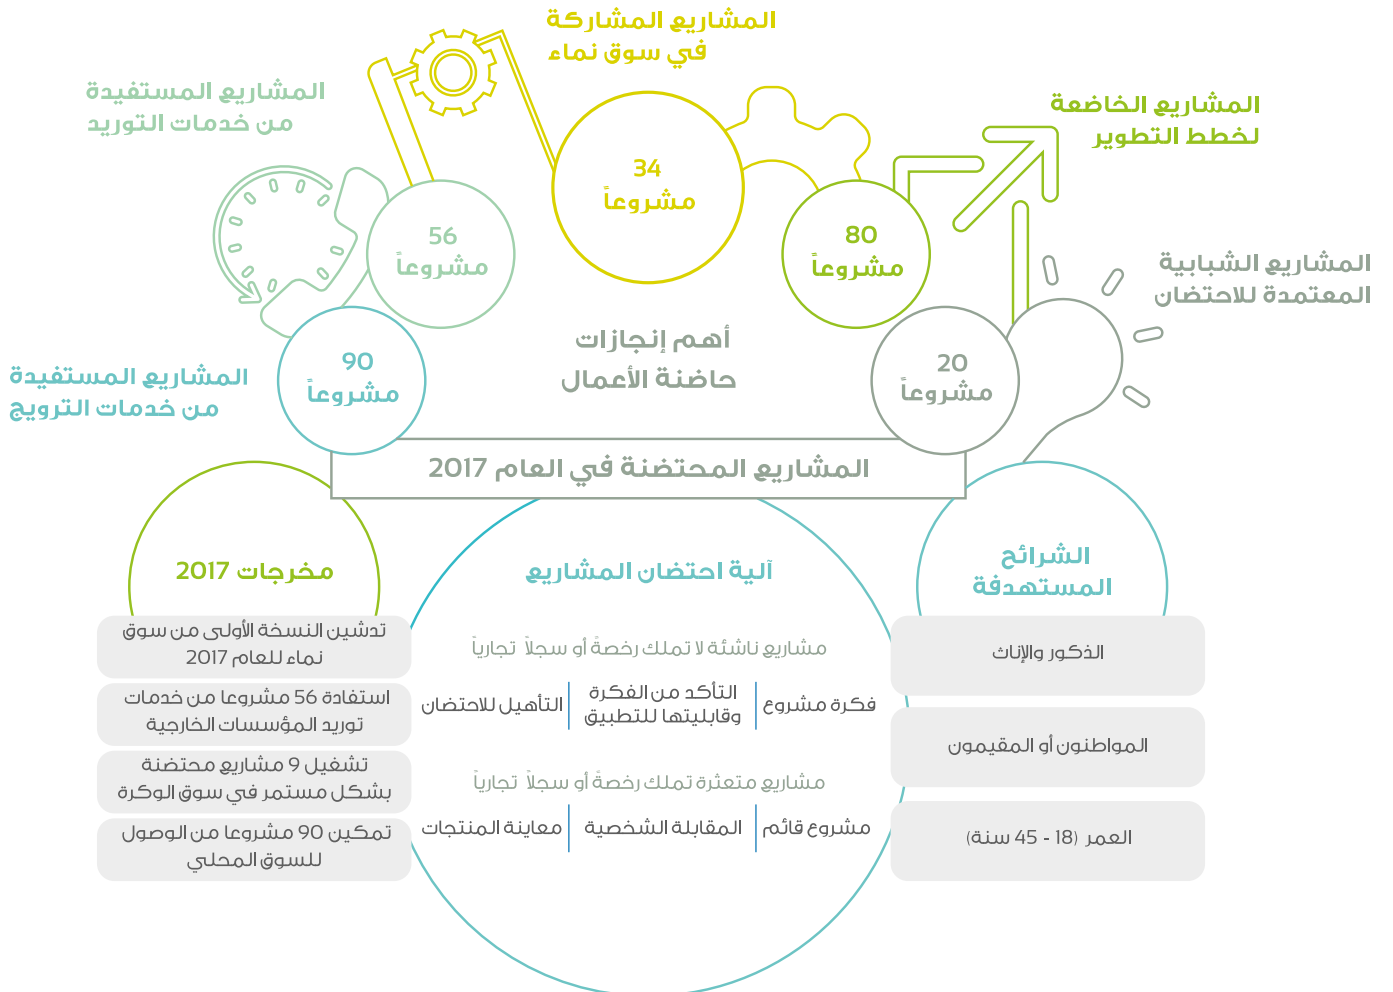 المشاريع المشاركة
في سوق نماء
34
مشروعاً
المشاريع الخاضعة
لخطط التطوير
80
مشروعاً
المشاريع المستفيدة
من خدمات التوريد
56
مشروعاً
المشاريع الشبابية
المعتمدة للاحتضان
20
مشروعاً
المشاريع المستفيدة
من خدمات الترويج
90
مشروعاً
أهم إنجازات
حاضنة الأعمال
المشاريع المحتضنة في العام 2017
الشرائح
المستهدفة
الذكور والإناث
المواطنون أو المقيمون
العمر (18 - 45 سنة)
آلية احتضان المشاريع
مشاريع ناشئة لا تملك رخصةً أو سجلاً تجارياً
فكرة مشروع
التأكد من الفكرة
وقابليتها للتطبيق
التأهيل للاحتضان
مشاريع متعثرة تملك رخصةً أو سجلاً تجارياً
مشروع قائم
المقابلة الشخصية
معاينة المنتجات
مخرجات 2017
تدشين النسخة الأولى من سوق
نماء للعام 2017
استفادة 56 مشروعا من خدمات
توريد المؤسسات الخارجية
تشغيل 9 مشاريع محتضنة
بشكل مستمر في سوق الوكرة
تمكين 90 مشروعا من الوصول
للسوق المحلي